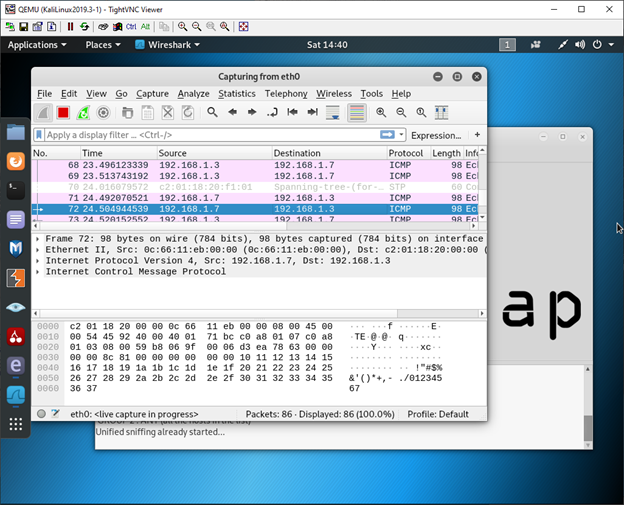 QEMU (KaliLinux2019.3-1) - TightVNC Viewer
Ctrl Alt
Applications Places Wireshark Sat 14:40 1
Capturing from eth0
File Edit View Go Capture Analyze Statistics Telephony Wireless Tools Help
Apply a display filter ... <Ctrl-/> Expression... +
No. Time Source Destination Protocol Length Info
68 23.496123339 192.168.1.3 192.168.1.7 ICMP 98 Ec
69 23.513743192 192.168.1.3 192.168.1.7 ICMP 98 Ec
70 24.016079572 c2:01:18:20:f1:01 Spanning-tree-(for-… STP 60 Co
71 24.492070521 192.168.1.3 192.168.1.7 ICMP 98 Ec
72 24.504944539 192.168.1.7 192.168.1.3 ICMP 98 Ec
73 24.520152552 192.168.1.7 192.168.1.3 ICMP 98 Ec
Frame 72: 98 bytes on wire (784 bits), 98 bytes captured (784 bits) on interface
Ethernet II, Src: 0c:66:11:eb:00:00 (0c:66:11:eb:00:00), Dst: c2:01:18:20:00:00 (
Internet Protocol Version 4, Src: 192.168.1.7, Dst: 192.168.1.3
Internet Control Message Protocol
ap
0000 c2 01 18 20 00 00 0c 66 11 eb 00 00 08 00 45 00 ··· ···f ······E·
0010 00 54 45 92 40 00 40 01 71 bc c0 a8 01 07 c0 a8 ·TE·@·@· q·······
0020 01 03 08 00 59 b8 06 9f 00 06 d3 ea 78 63 00 00 ····Y··· ····xc··
0030 00 00 8c 81 00 00 00 00 00 00 10 11 12 13 14 15 ········ ········
0040 16 17 18 19 1a 1b 1c 1d 1e 1f 20 21 22 23 24 25 ········ ·· !"#$%
0050 26 27 28 29 2a 2b 2c 2d 2e 2f 30 31 32 33 34 35 &'()*+,- ./012345
0060 36 37 67
eth0: <live capture in progress> Packets: 86 · Displayed: 86 (100.0%) Profile: Default
GROUP 2 : ANY (all the hosts in the list)
Unified sniffing already started...